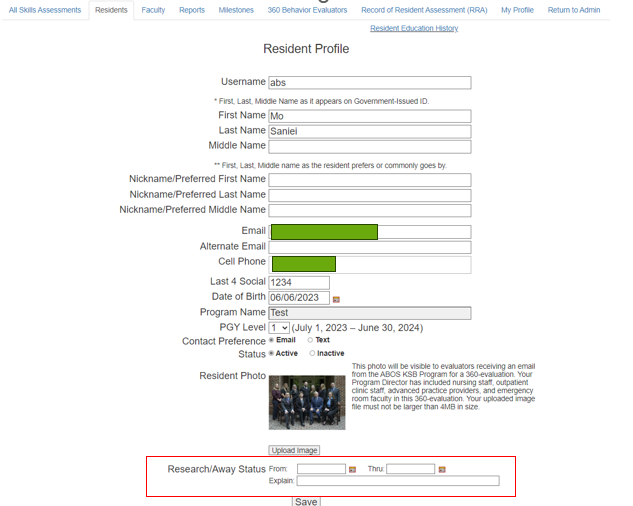 All Skills Assessments Residents Faculty Reports Milestones 360 Behavior Evaluators Record of Resident Assessment (RRA) My Profile Return to Admin
Resident Education History
Resident Profile
Username abs
* First, Last, Middle Name as it appears on Government-Issued ID.
First Name Mo
Last Name Saniei
Middle Name
** First, Last, Middle name as the resident prefers or commonly goes by.
Nickname/Preferred First Name
Nickname/Preferred Last Name
Nickname/Preferred Middle Name
Email
Alternate Email
Cell Phone
Last 4 Social 1234
Date of Birth 06/06/2023
Program Name Test
PGY Level 1 (July 1, 2023 – June 30, 2024)
Contact Preference Email Text
Status Active Inactive
Resident Photo
This photo will be visible to evaluators receiving an email
from the ABOS KSB Program for a 360-evaluation. Your
Program Director has included nursing staff, outpatient
clinic staff, advanced practice providers, and emergency
room faculty in this 360-evaluation. Your uploaded image
file must not be larger than 4MB in size.
Upload Image
Research/Away Status From: Thru:
Explain:
Save